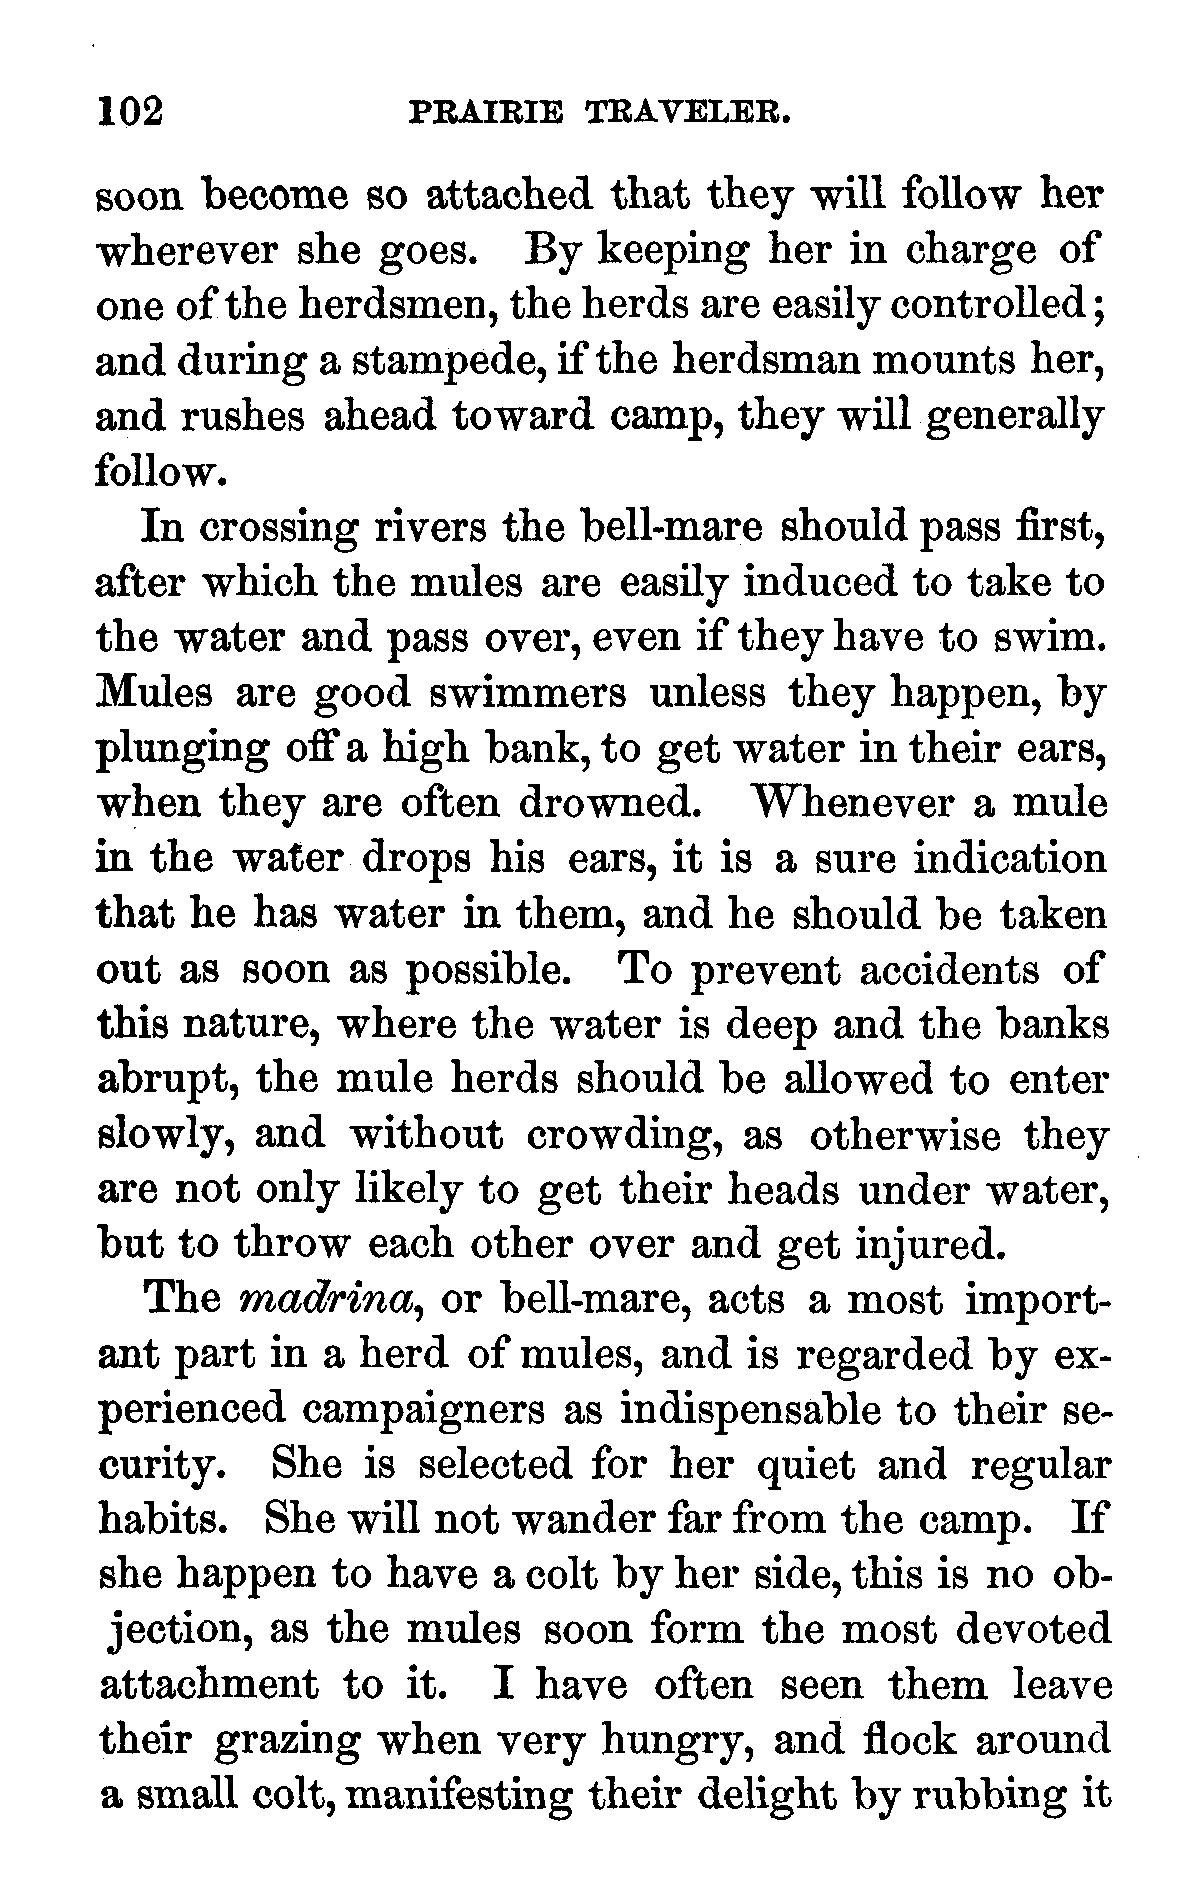 102 PRAIRIE TRAVELER.
soon become so attached that they will follow her
wherever she goes. By keeping her in charge of
one of the herdsmen, the herds are easily controlled;
and during a stampede, if the herdsman mounts her,
and rushes ahead toward camp, they will generally
follow.
In crossing rivers the bell-mare should pass first,
after which the mules are easily induced to take to
the water and pass over, even if they have to swim.
Mules are good swimmers unless they happen, by
plunging off a high bank, to get water in their ears,
when they are often drowned. Whenever a mule
in the water drops his ears, it is a sure indication
that he has water in them, and he should be taken
out as soon as possible. To prevent accidents of
this nature, where the water is deep and the banks
abrupt, the mule herds should be allowed to enter
slowly, and without crowding, as otherwise they
are not only likely to get their heads under water,
but to throw each other over and get injured.
The madrina, or bell-mare, acts a most import-
ant part in a herd of mules, and is regarded by ex-
perienced campaigners as indispensable to their se-
curity. She is selected for her quiet and regular
habits. She will not wander far from the camp. If
she happen to have a colt by her side, this is no ob-
jection, as the mules soon form the most devoted
attachment to it. I have often seen them leave
their grazing when very hungry, and flock around
a small colt, manifesting their delight by rubbing it